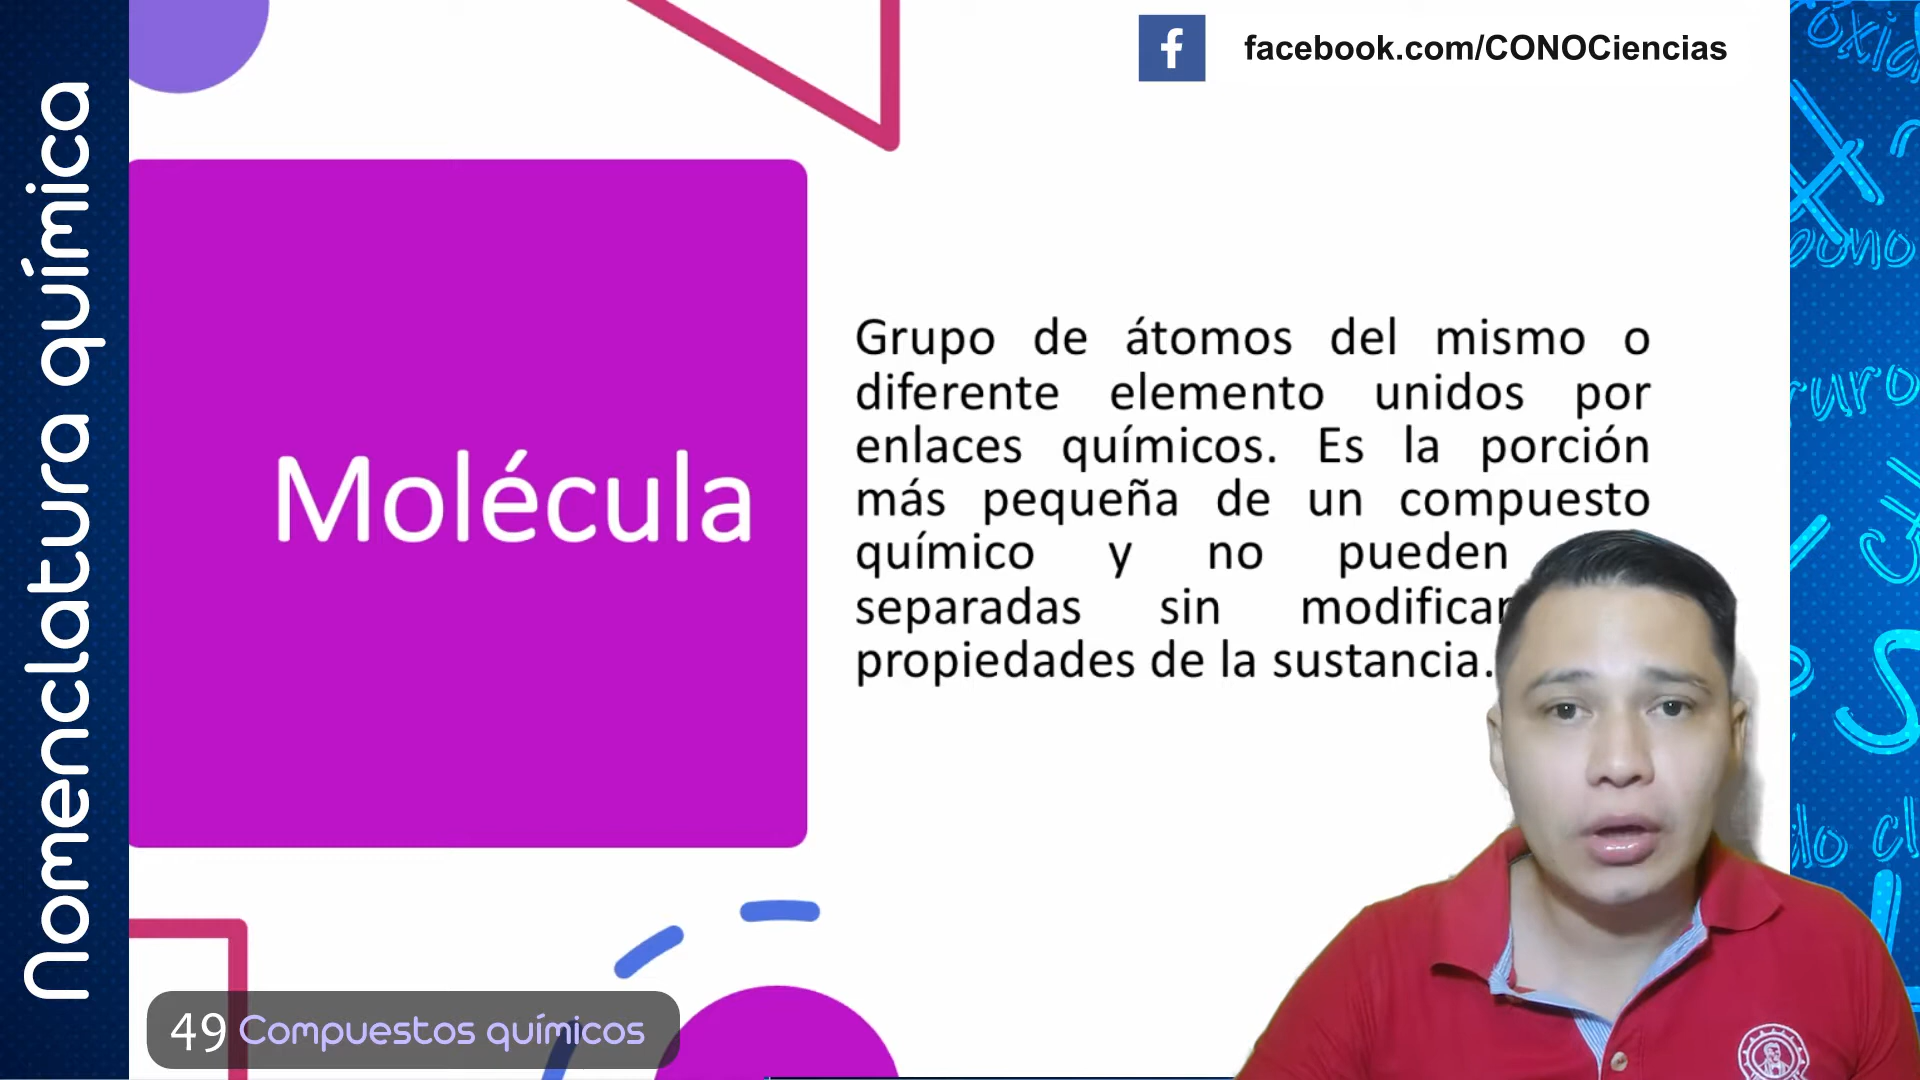 facebook.com/CONOCiencias
Nomenclatura química
Molécula
Grupo de átomos del mismo o
diferente elemento unidos por
enlaces químicos. Es la porción
más pequeña de un compuesto
químico y no pueden
separadas sin modificar
propiedades de la sustancia.
49 Compuestos químicos